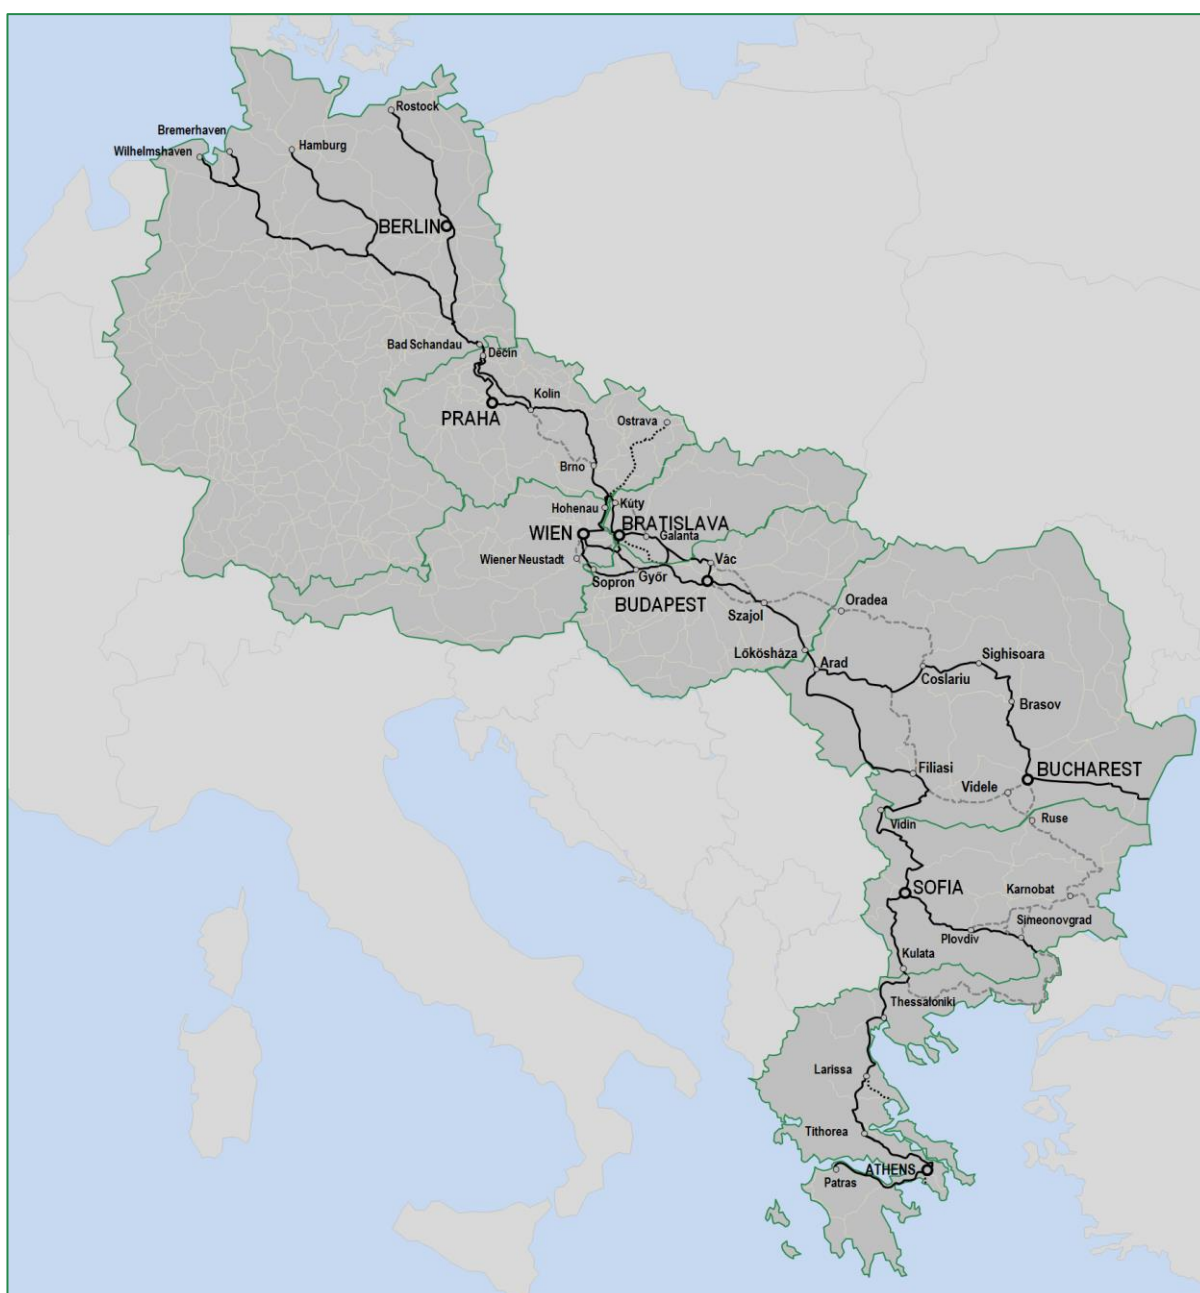 Rostock
Bremerhaven
Hamburg
Wilhelmshaven
BERLIN
Bad Schandau
Děčín
Kolín
PRAHA
Ostrava
Brno
Hohenau
Kúty
WIEN
BRATISLAVA
Galanta
Wiener Neustadt
Vác
Sopron
Győr
BUDAPEST
Szajol
Oradea
Lőkösháza
Arad
Coslariu
Sighisoara
Brasov
Filiasi
BUCHAREST
Videle
Vidin
Ruse
SOFIA
Karnobat
Simeonovgrad
Plovdiv
Kulata
Thessaloniki
Larissa
Tithorea
ATHENS
Patras